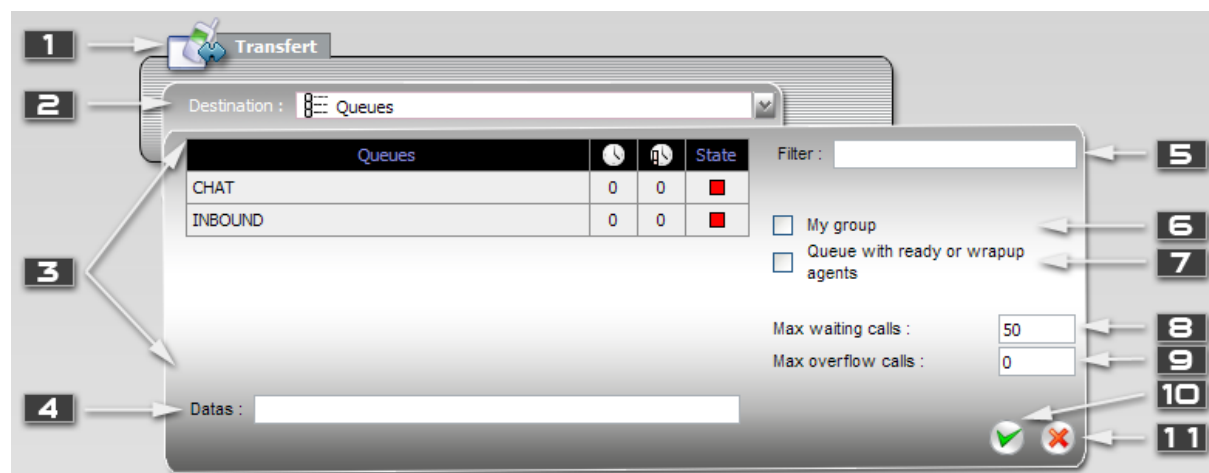 1 Transfert
2 Destination : Queues
Queues State Filter : 5
CHAT 0 0
INBOUND 0 0 My group 6
Queue with ready or wrapup 7
agents
3
Max waiting calls : 50 8
Max overflow calls : 0 9
10
4 Datas :
11